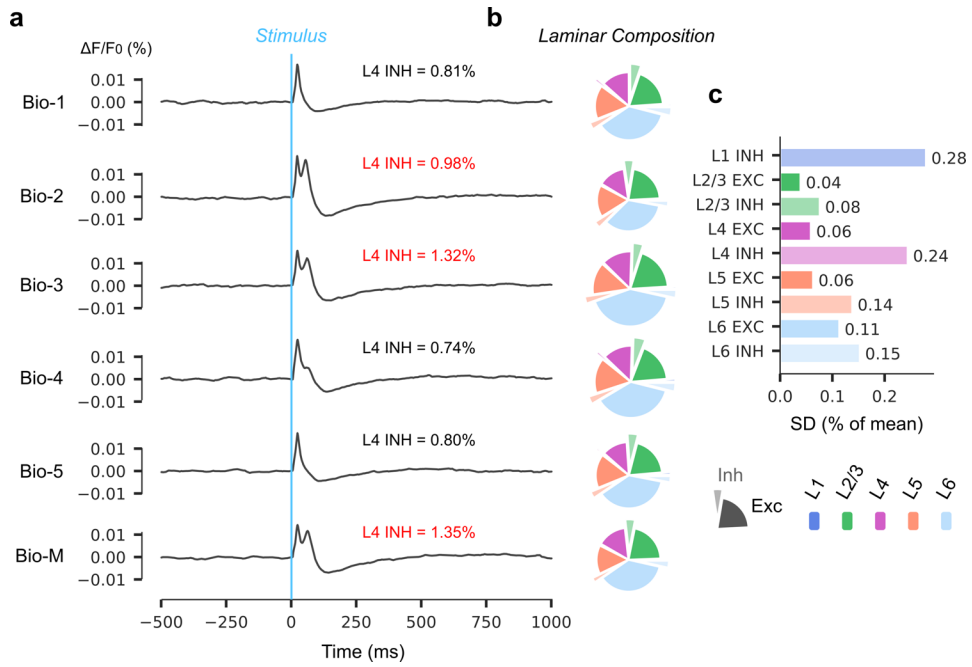 a
b
Stimulus
Laminar Composition
ΔF/F0 (%)
Bio-1
0.01
0.00
−0.01
L4 INH = 0.81%
Bio-2
0.01
0.00
−0.01
L4 INH = 0.98%
Bio-3
0.01
0.00
−0.01
L4 INH = 1.32%
Bio-4
0.01
0.00
−0.01
L4 INH = 0.74%
Bio-5
0.01
0.00
−0.01
L4 INH = 0.80%
Bio-M
0.01
0.00
−0.01
L4 INH = 1.35%
−500 −250 0 250 500 750 1000
Time (ms)
c
L1 INH 0.28
L2/3 EXC 0.04
L2/3 INH 0.08
L4 EXC 0.06
L4 INH 0.24
L5 EXC 0.06
L5 INH 0.14
L6 EXC 0.11
L6 INH 0.15
0.0 0.1 0.2
SD (% of mean)
Inh
Exc
L1 L2/3 L4 L5 L6